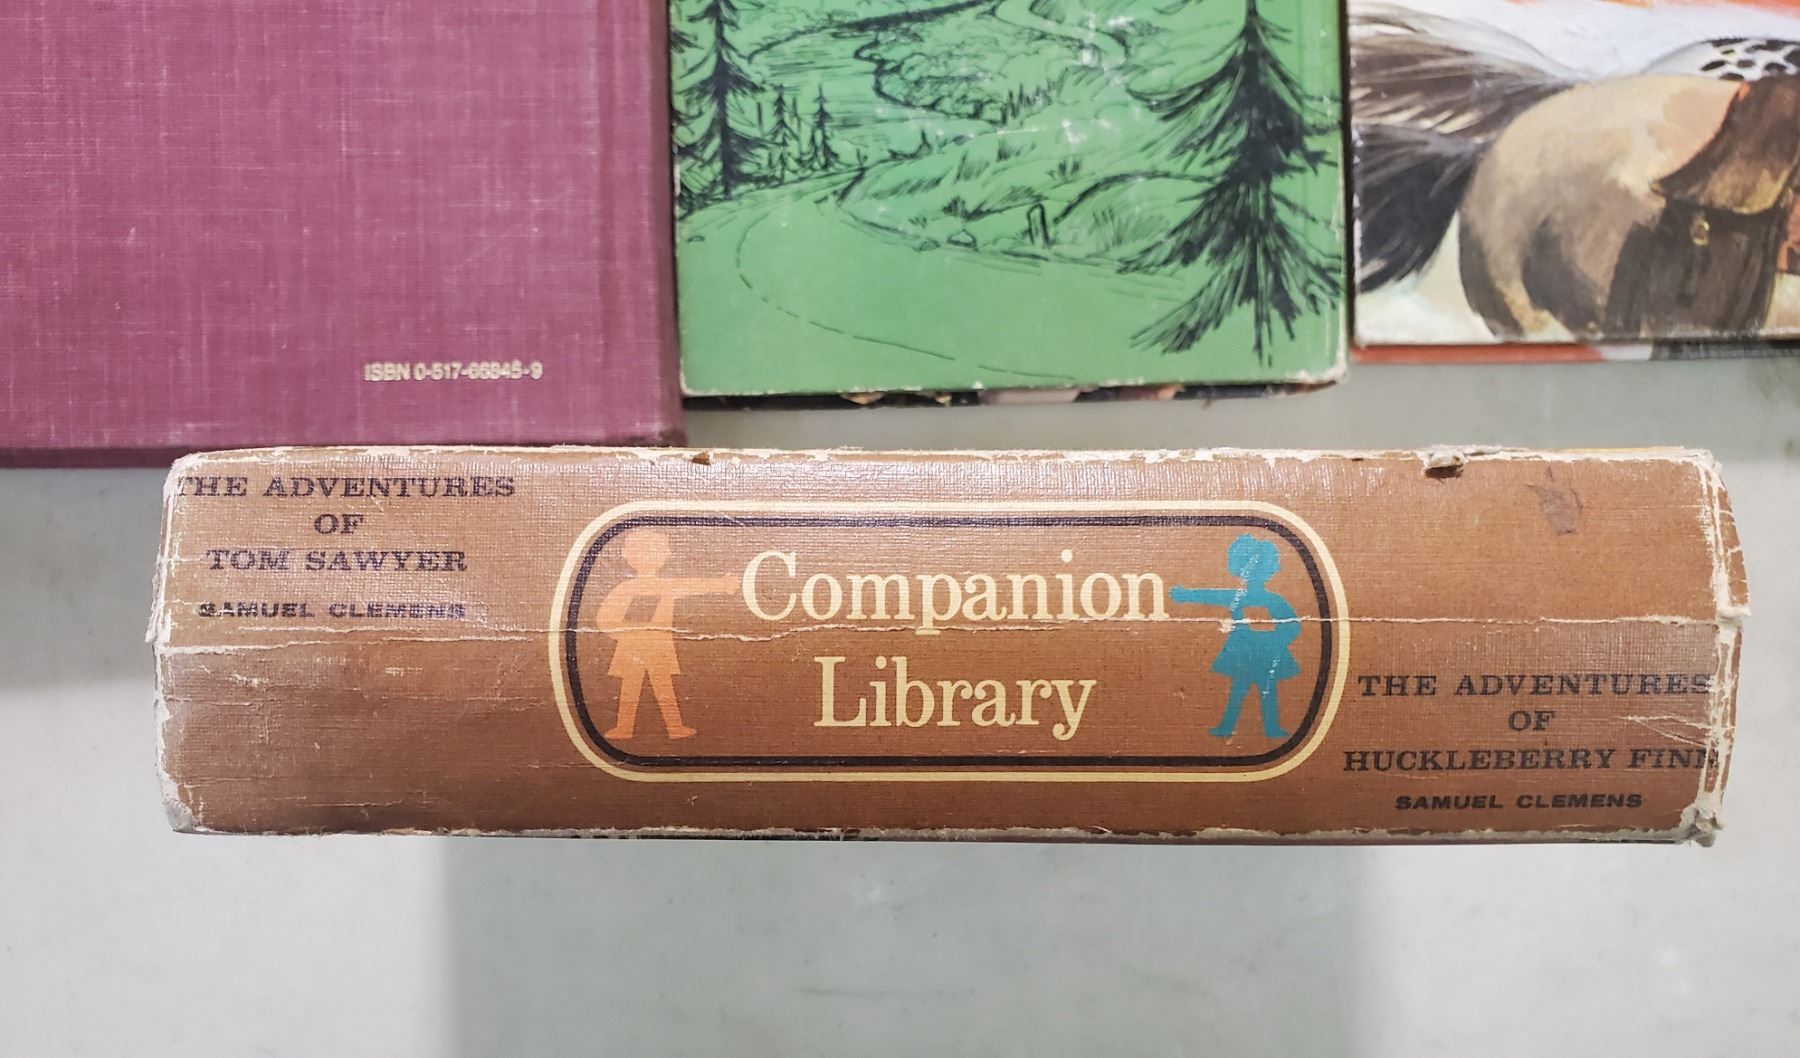 ISBN 0-517-66845-9
THE ADVENTURES
OF
TOM SAWYER
SAMUEL CLEMENS
Companion
Library
THE ADVENTURES
OF
HUCKLEBERRY FINN
SAMUEL CLEMENS